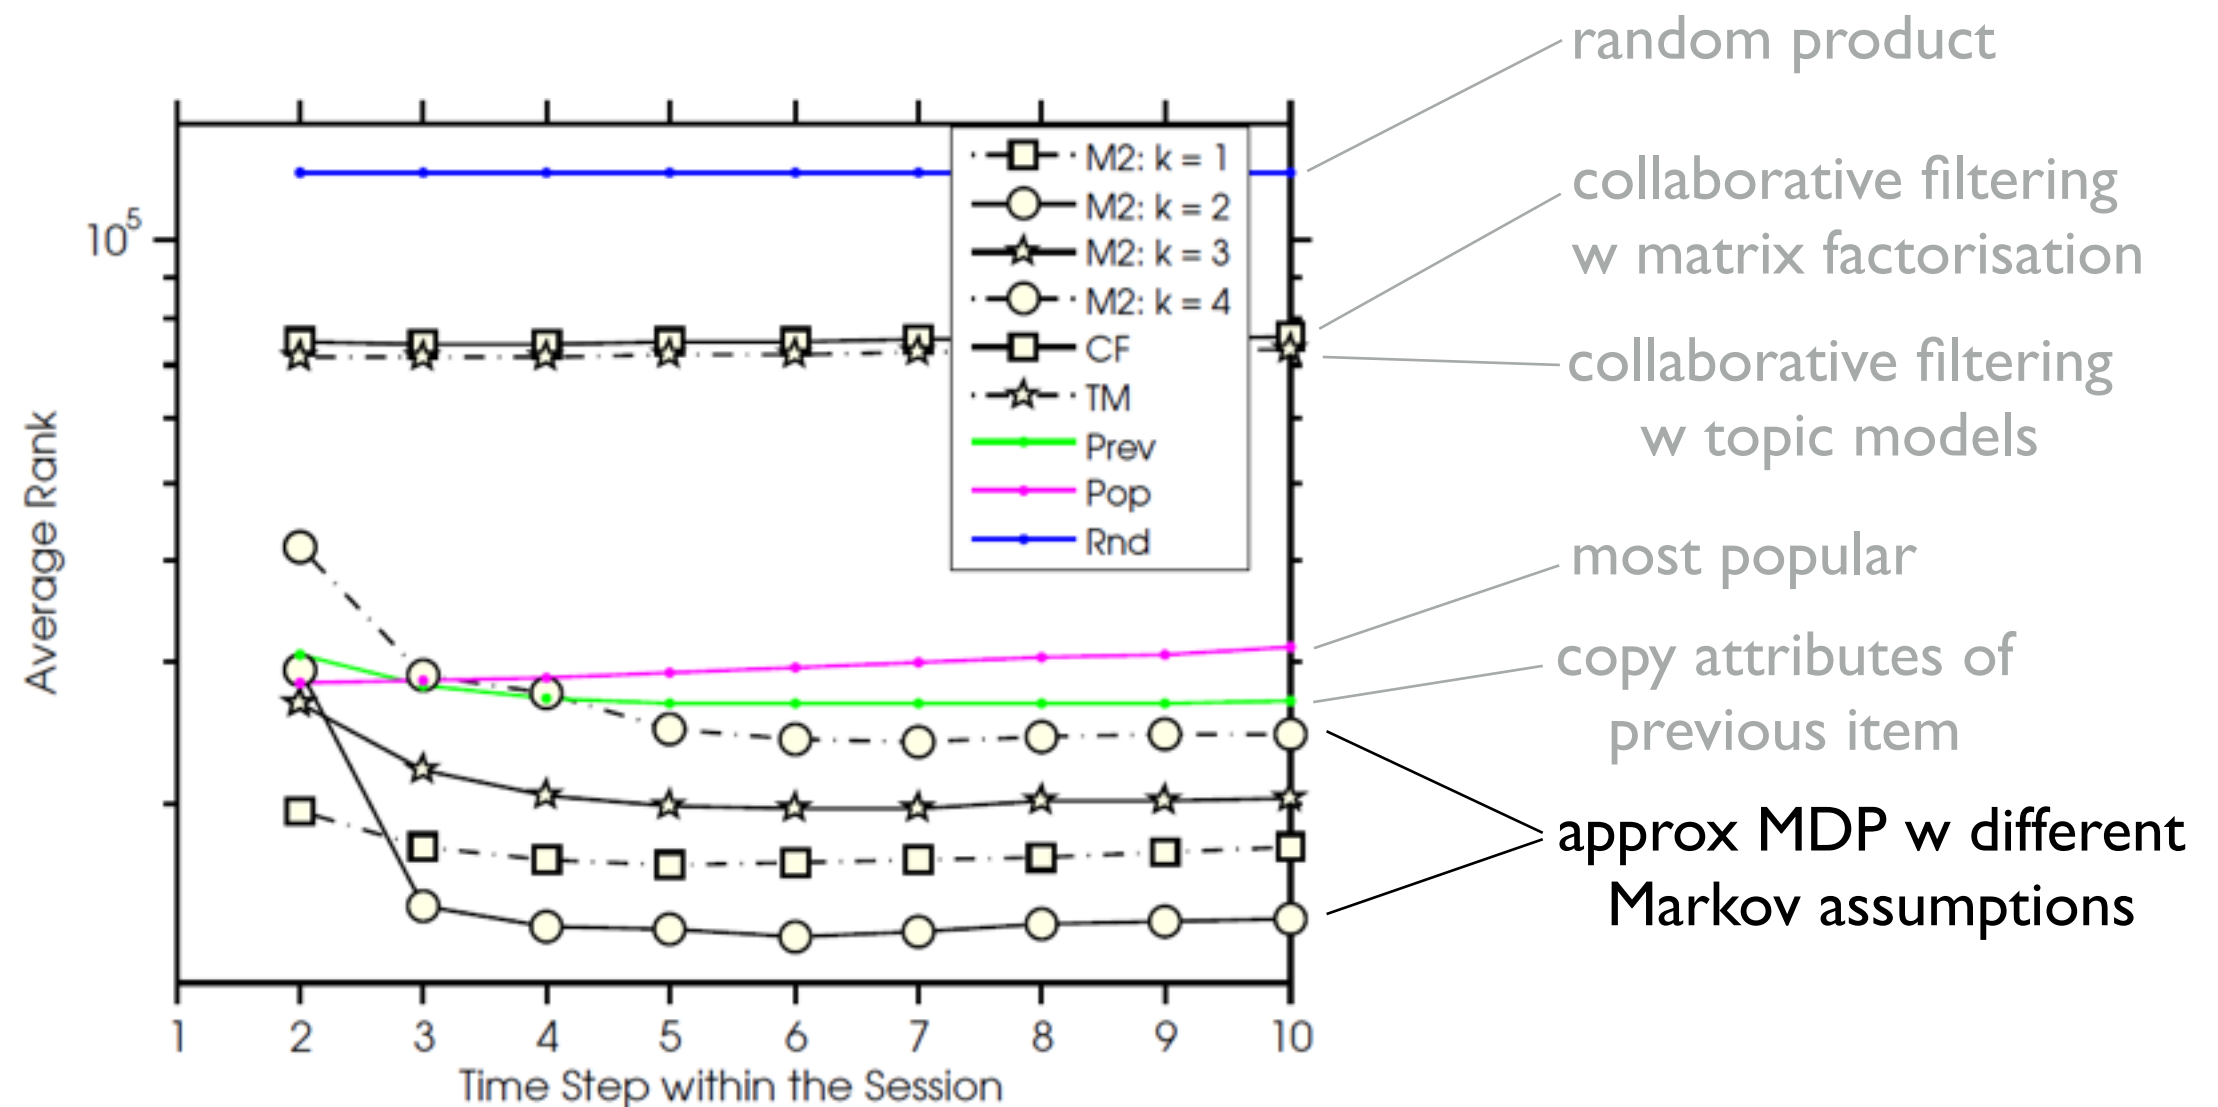 random product
collaborative filtering
w matrix factorisation
collaborative filtering
w topic models
most popular
copy attributes of
previous item
approx MDP w different
Markov assumptions
M2: k = 1
M2: k = 2
M2: k = 3
M2: k = 4
CF
TM
Prev
Pop
Rnd
10^5
Average Rank
1 2 3 4 5 6 7 8 9 10
Time Step within the Session